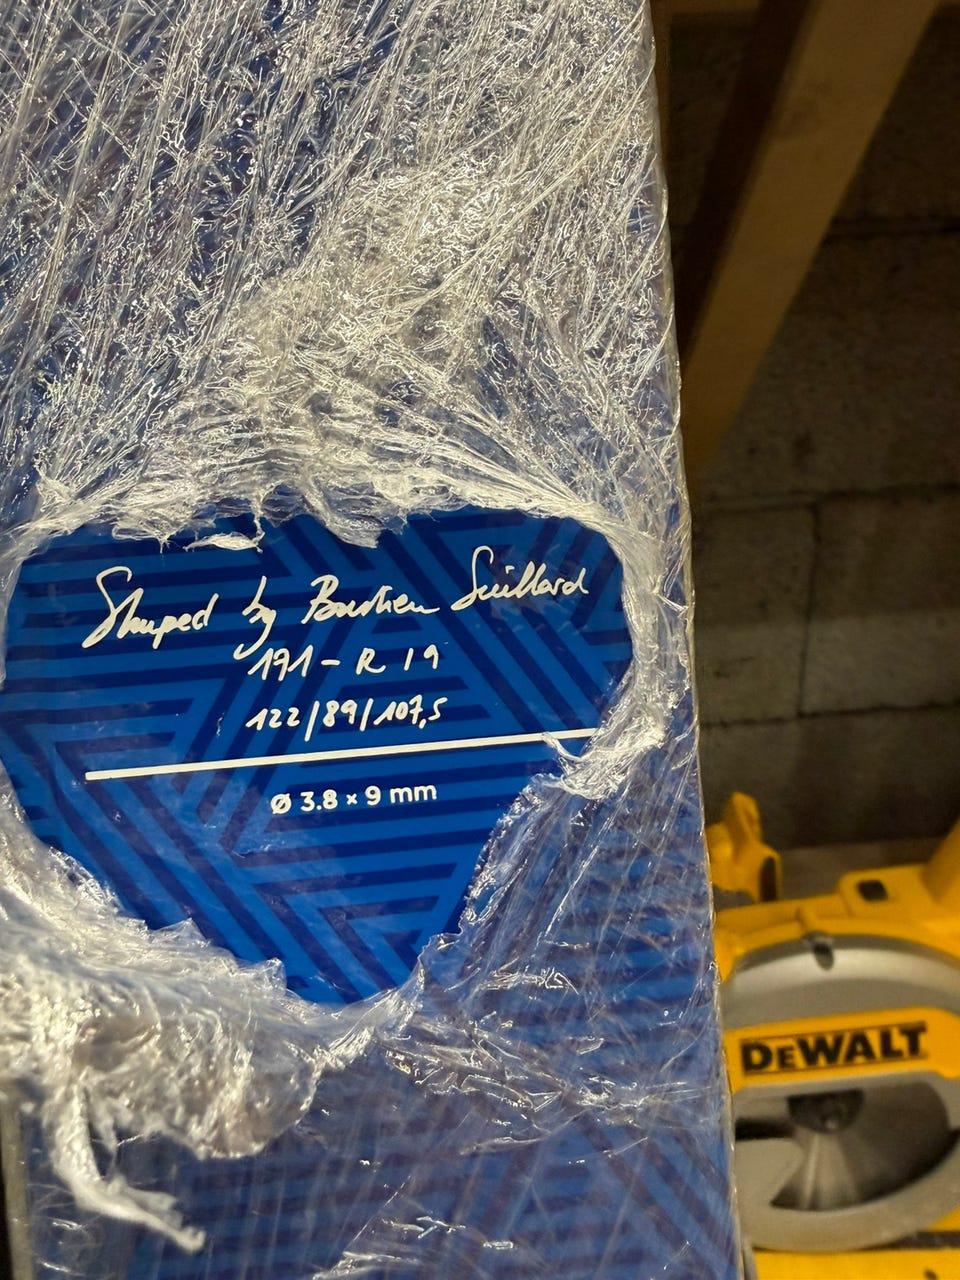 Shaped by Bastien Guillard
171 - R 19
122/89/107,5
Ø 3.8 × 9 mm
DEWALT